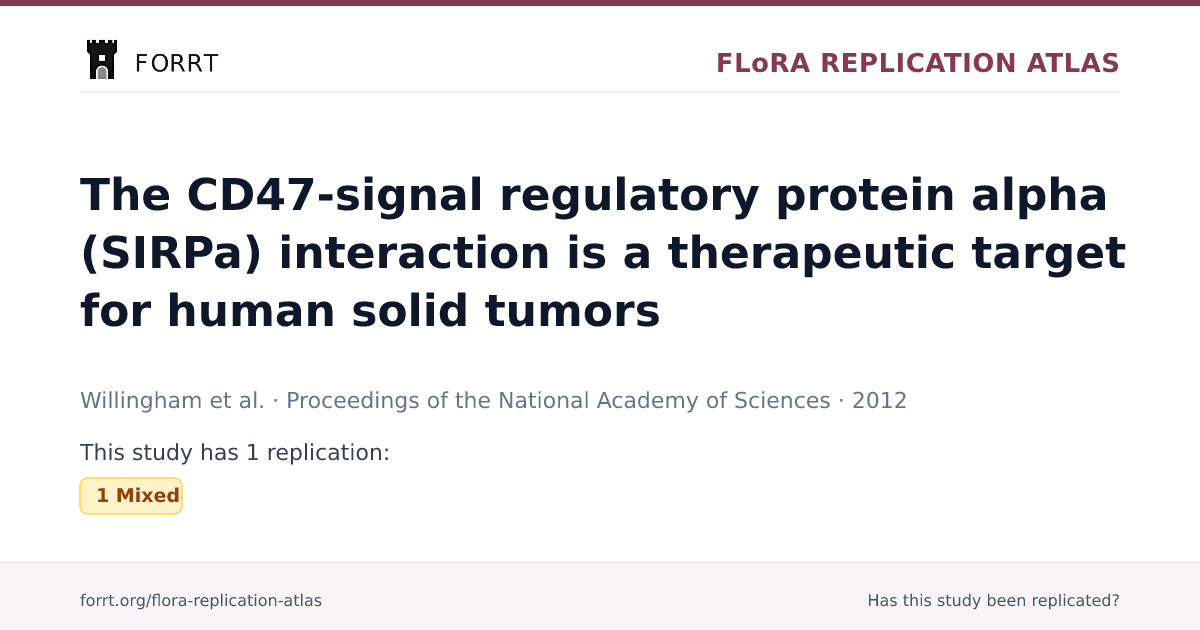 FORRT
FLoRA REPLICATION ATLAS
The CD47-signal regulatory protein alpha
(SIRPa) interaction is a therapeutic target
for human solid tumors
Willingham et al. · Proceedings of the National Academy of Sciences · 2012
This study has 1 replication:
1 Mixed
forrt.org/flora-replication-atlas
Has this study been replicated?